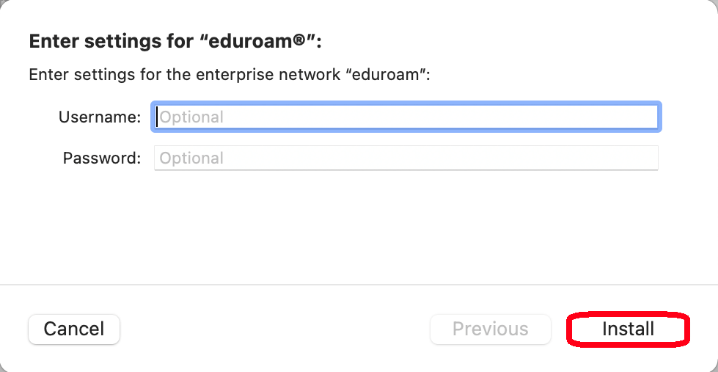 Enter settings for “eduroam®”:
Enter settings for the enterprise network “eduroam”:
Username: Optional
Password: Optional
Cancel Previous Install